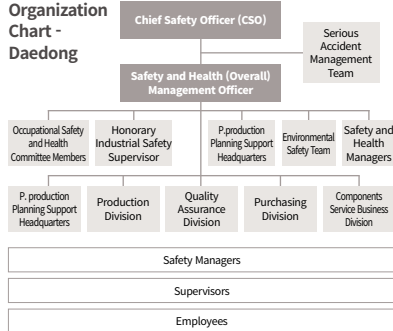 Organization
Chart -
Daedong
Chief Safety Officer (CSO)
Serious
Accident
Management
Team
Safety and Health (Overall)
Management Officer
Occupational Safety
and Health
Committee Members
Honorary
Industrial Safety
Supervisor
P.production
Planning Support
Headquarters
Environmental
Safety Team
Safety and
Health
Managers
P. production
Planning Support
Headquarters
Production
Division
Quality
Assurance
Division
Purchasing
Division
Components
Service Business
Division
Safety Managers
Supervisors
Employees